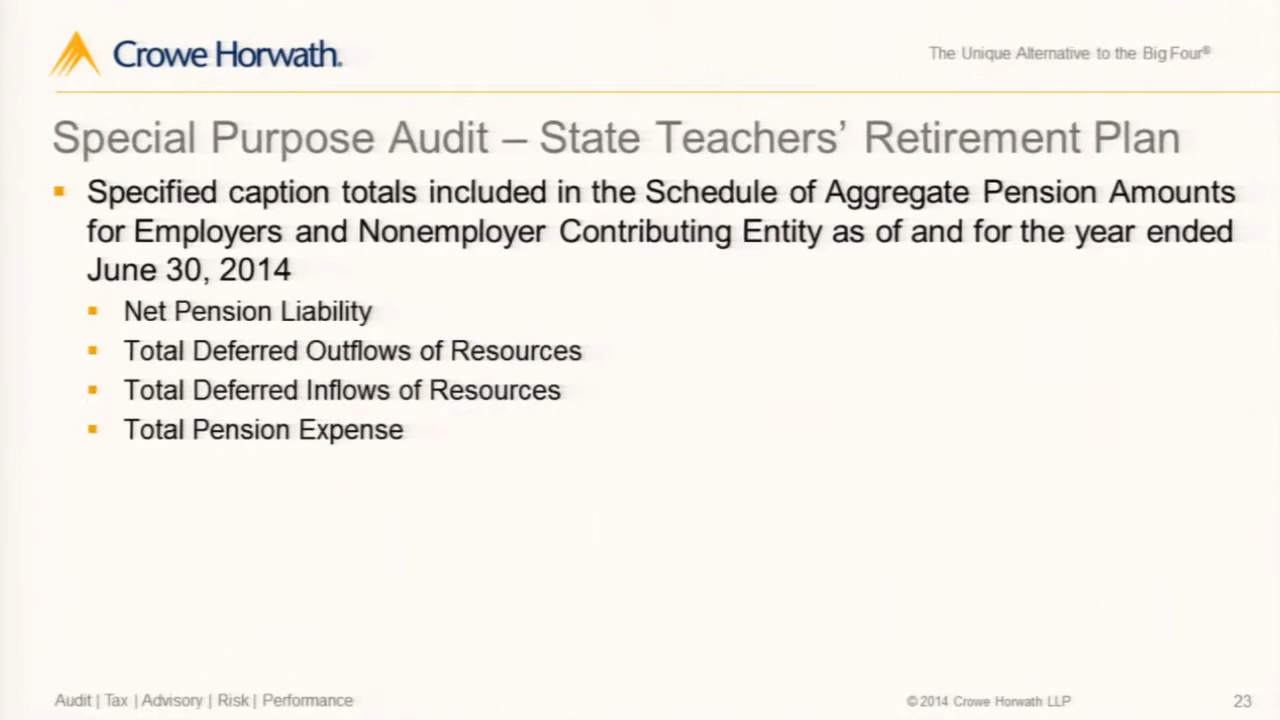 Crowe Horwath.
The Unique Alternative to the Big Four®
Special Purpose Audit – State Teachers’ Retirement Plan
▪ Specified caption totals included in the Schedule of Aggregate Pension Amounts
for Employers and Nonemployer Contributing Entity as of and for the year ended
June 30, 2014
▪ Net Pension Liability
▪ Total Deferred Outflows of Resources
▪ Total Deferred Inflows of Resources
▪ Total Pension Expense
Audit | Tax | Advisory | Risk | Performance
© 2014 Crowe Horwath LLP
23